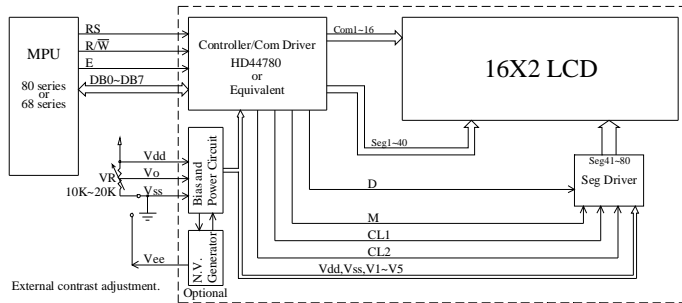 MPU
80 series
or
68 series
RS
R/W̅
E
DB0~DB7
Controller/Com Driver
HD44780
or
Equivalent
Com1~16
16X2 LCD
Seg1~40
Seg41~80
Seg Driver
D
M
CL1
CL2
Vdd,Vss,V1~V5
Bias and
Power Circuit
Vdd
Vo
Vss
VR
10K~20K
Vee
N.V.
Generator
Optional
External contrast adjustment.